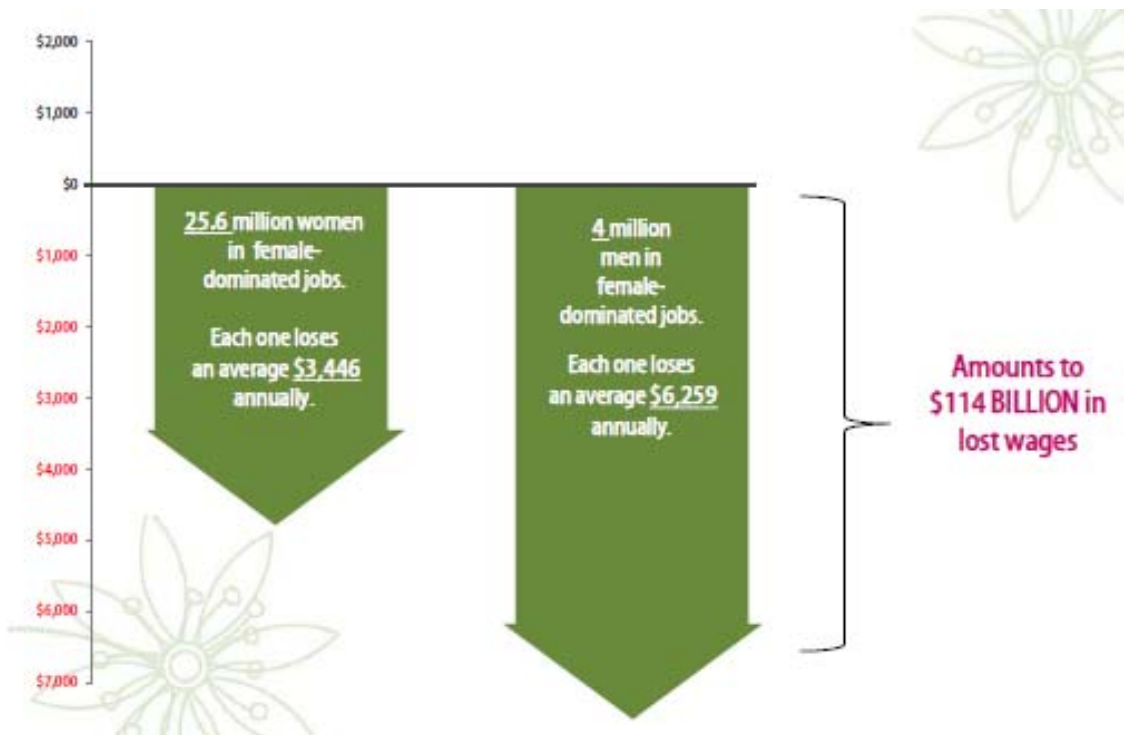 $2,000
$1,000
$0
$1,000
$2,000
$3,000
$4,000
$5,000
$6,000
$7,000
25.6 million women
in female-
dominated jobs.
Each one loses
an average $3,446
annually.
4 million
men in
female-
dominated jobs.
Each one loses
an average $6,259
annually.
Amounts to
$114 BILLION in
lost wages